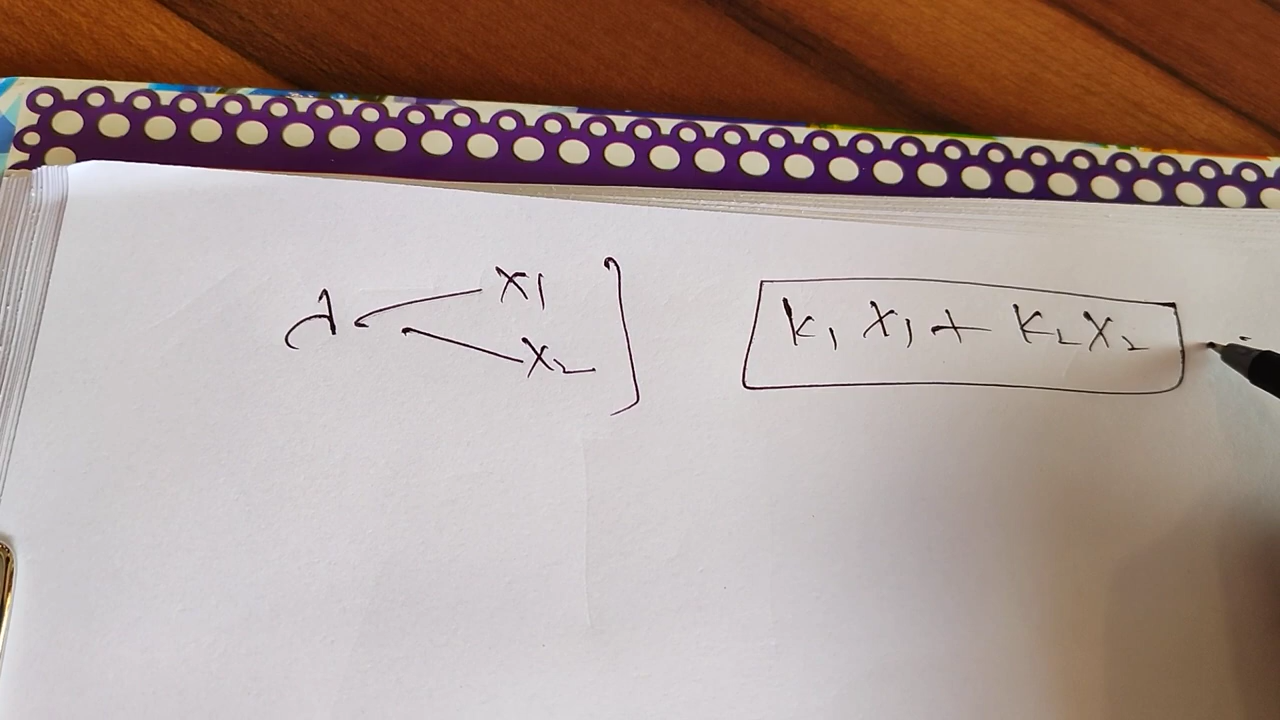 λ < x1
x2 ]
k1 x1 + k2 x2